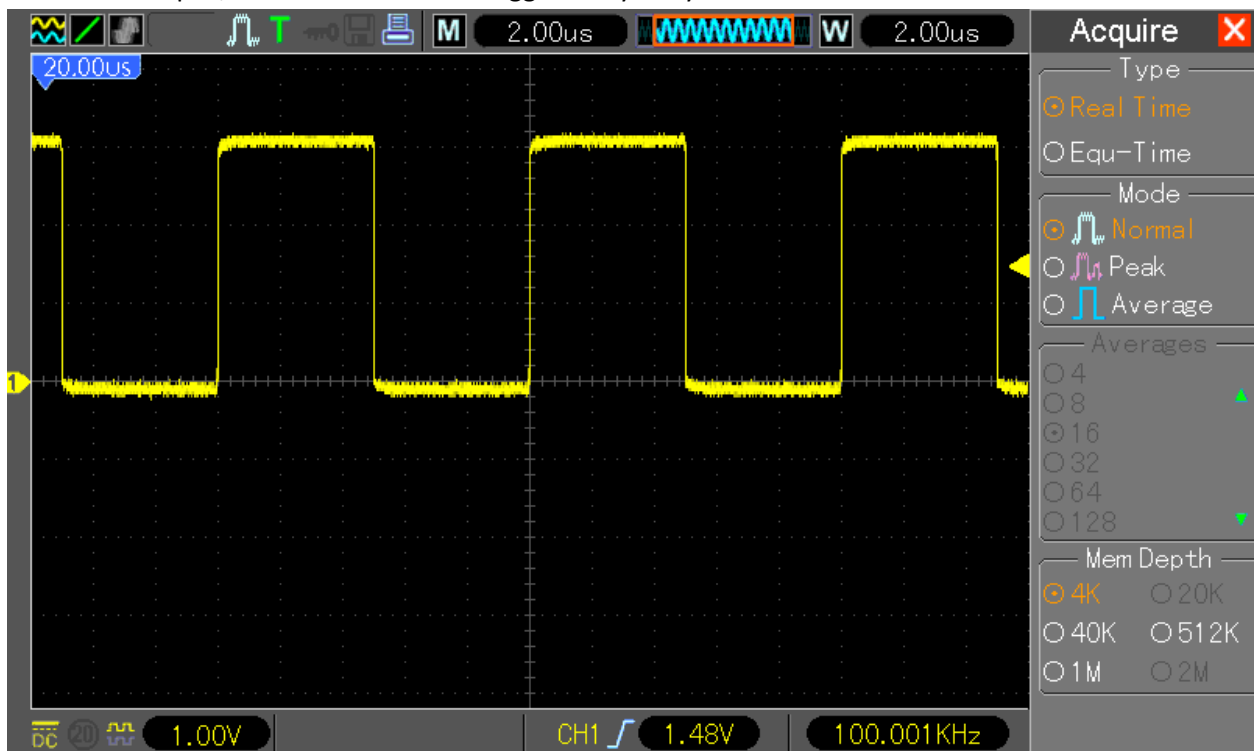 M 2.00us W 2.00us
20.00us
T
1
DC 20 1.00V CH1 1.48V 100.001KHz
Acquire X
Type
Real Time
Equ-Time
Mode
Normal
Peak
Average
Averages
4
8
16
32
64
128
Mem Depth
4K 20K
40K 512K
1M 2M